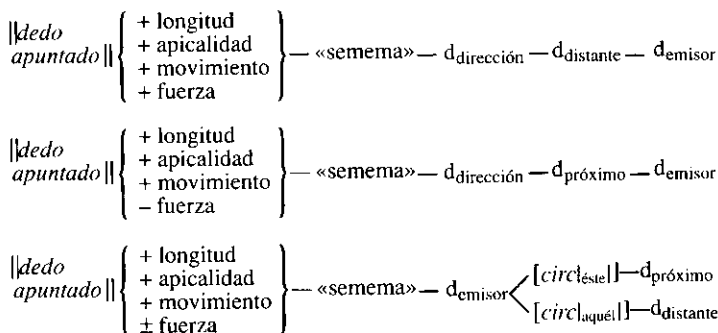 + longitud
||dedo + apicalidad
apuntado|| + movimiento — «semema» — d dirección — d distante — d emisor
+ fuerza
+ longitud
||dedo + apicalidad
apuntado|| + movimiento — «semema» — d dirección — d próximo — d emisor
− fuerza
+ longitud
||dedo + apicalidad [circ|éste|]—d próximo
apuntado|| + movimiento — «semema» — d emisor < [circ|aquél|]—d distante
± fuerza